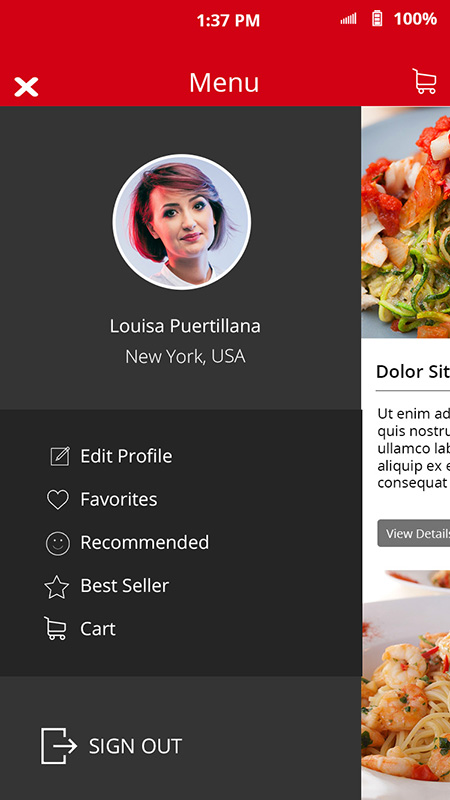 1:37 PM
100%
Menu
Louisa Puertillana
New York, USA
Edit Profile
Favorites
Recommended
Best Seller
Cart
SIGN OUT
Dolor Sit
Ut enim ad
quis nostru
ullamco lab
aliquip ex e
consequat
View Details